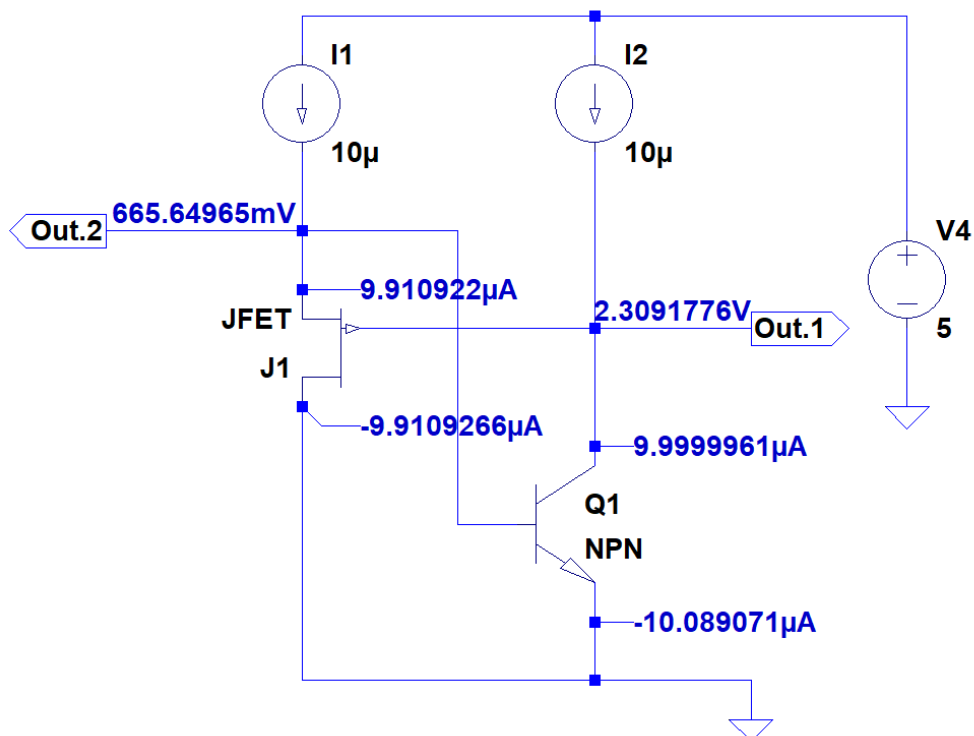 I1
I2
10µ
10µ
665.64965mV
Out.2
V4
9.910922µA
JFET
2.3091776V
Out.1
5
J1
-9.9109266µA
9.9999961µA
Q1
NPN
-10.089071µA